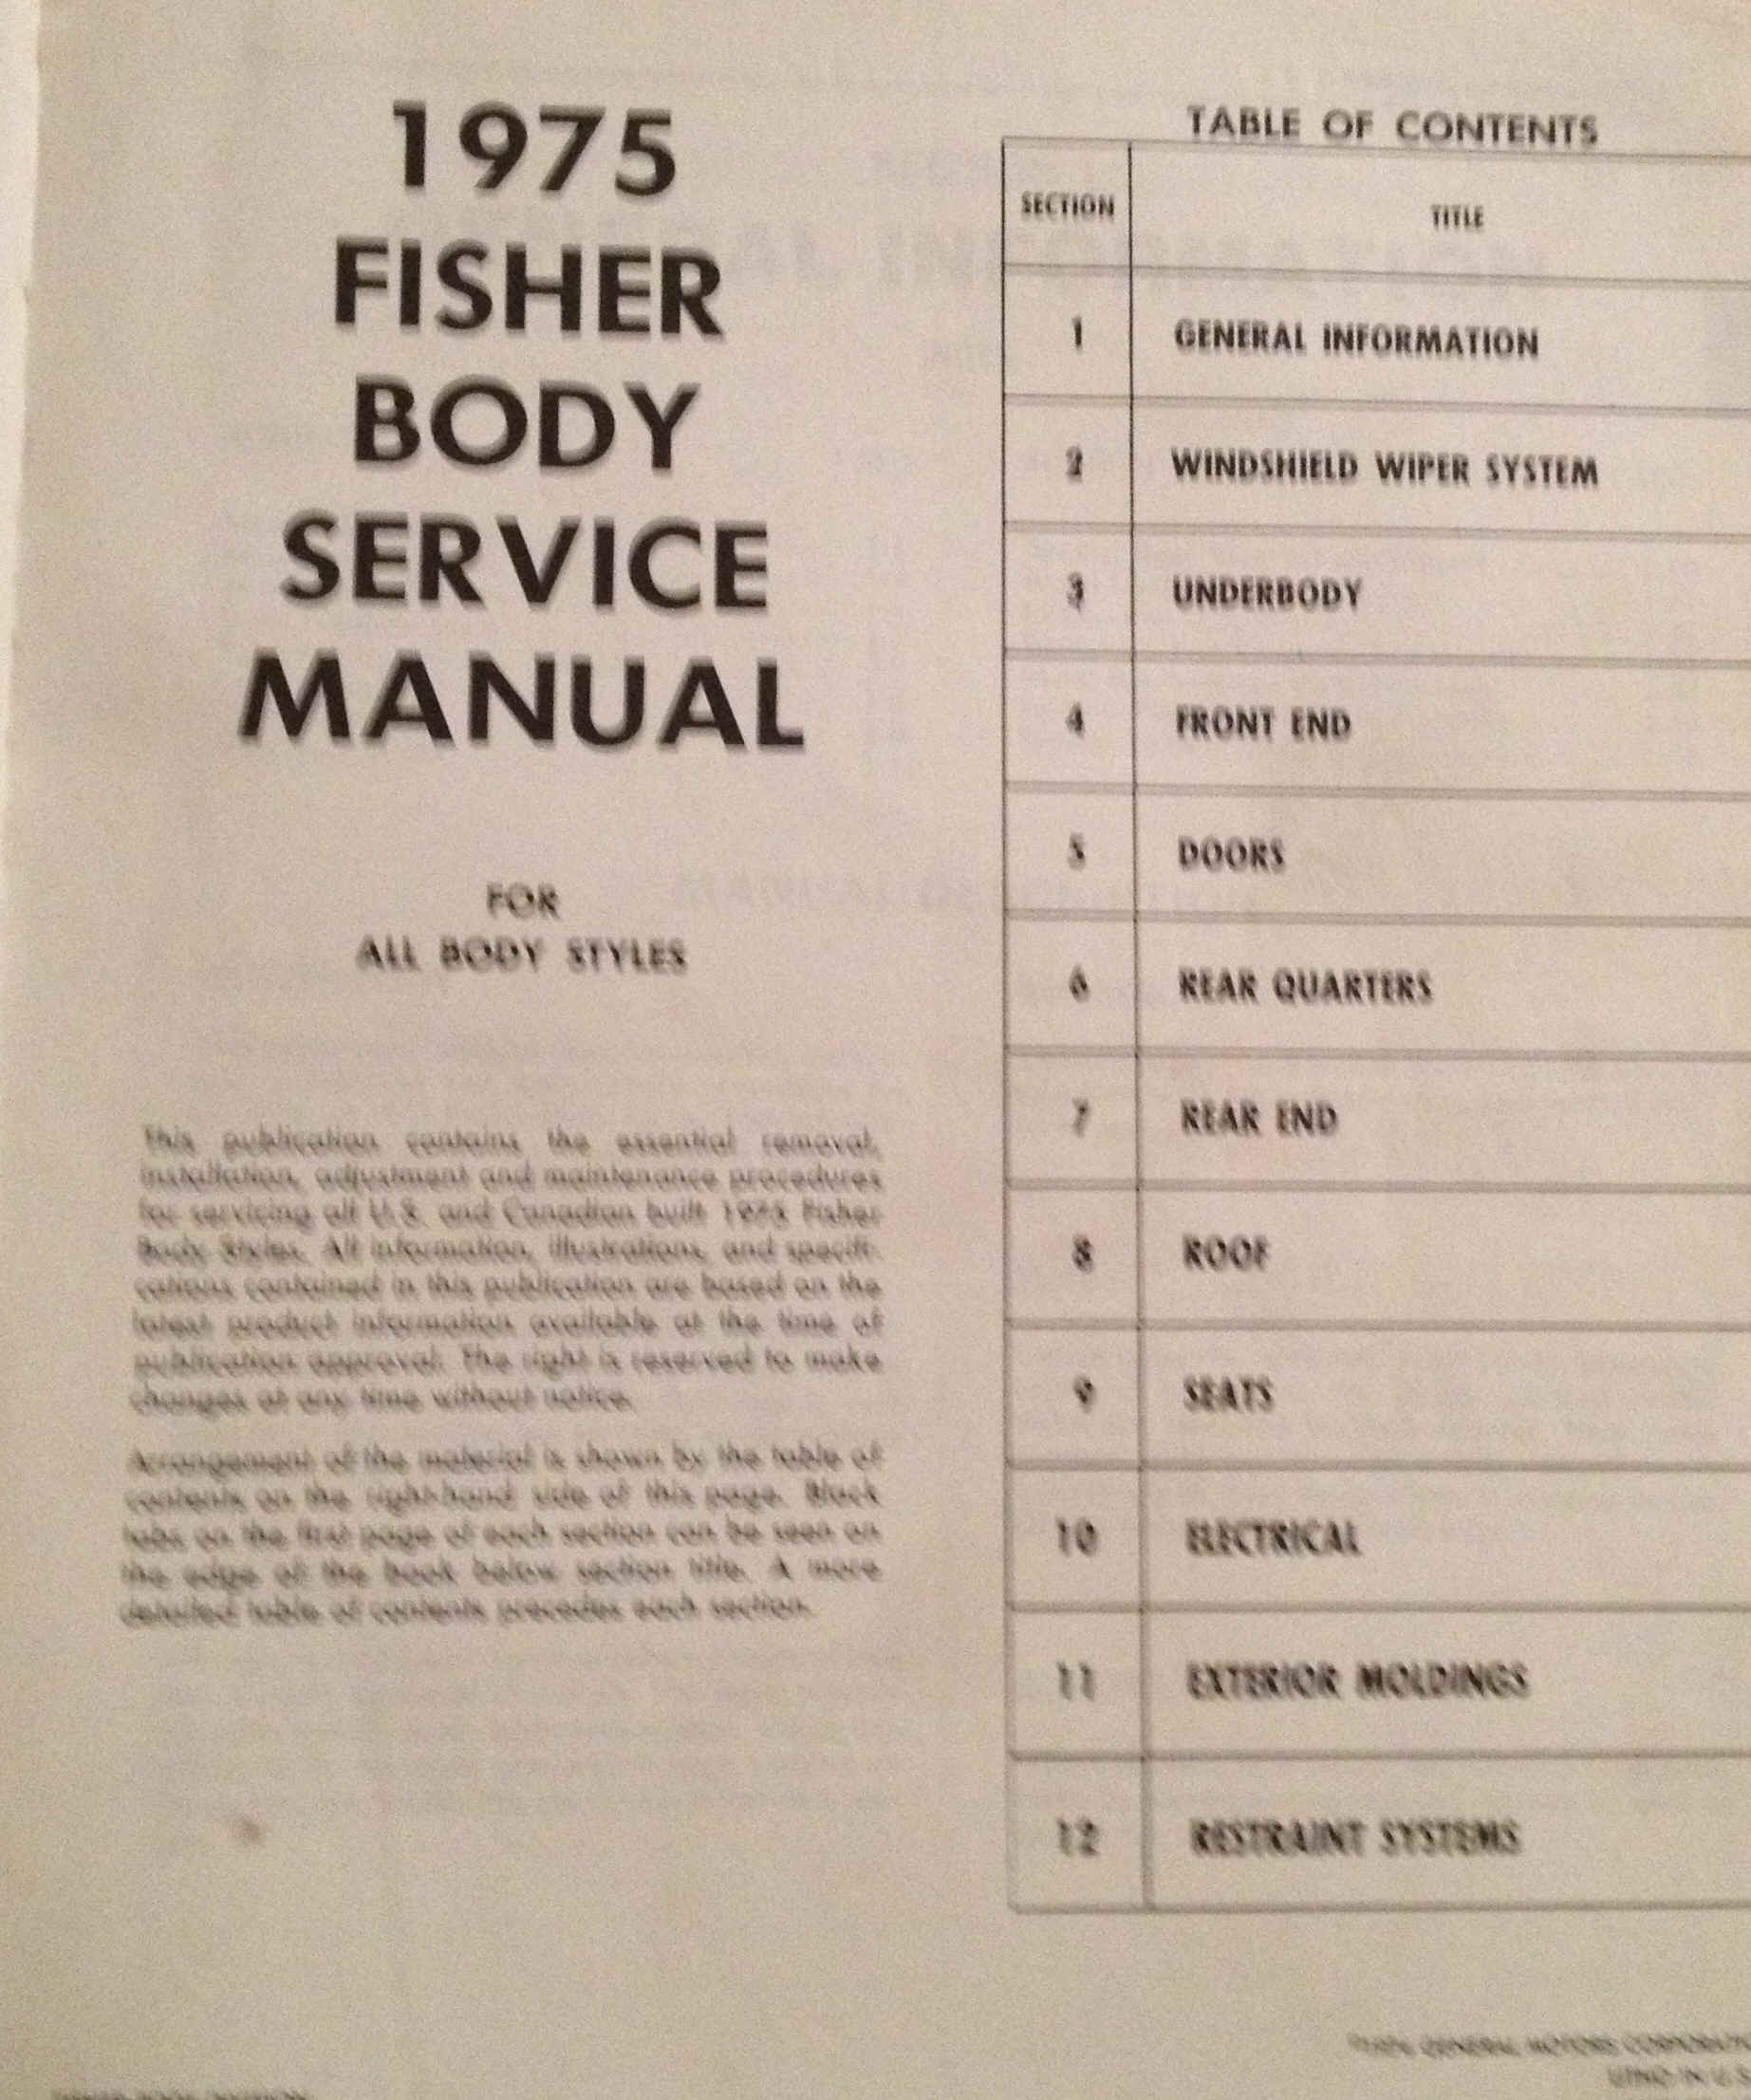 1975
FISHER
BODY
SERVICE
MANUAL
FOR
ALL BODY STYLES
This publication contains the essential removal,
installation, adjustment and maintenance procedures
for servicing all U.S. and Canadian built 1975 Fisher
Body Styles. All information, illustrations, and specifi-
cations contained in this publication are based on the
latest product information available at the time of
publication approval. The right is reserved to make
changes at any time without notice.
Arrangement of the material is shown by the table of
contents on the right-hand side of this page. Black
tabs on the first page of each section can be seen on
the edge of the book below section title. A more
detailed table of contents precedes each section.
TABLE OF CONTENTS
SECTION TITLE
1 GENERAL INFORMATION
2 WINDSHIELD WIPER SYSTEM
3 UNDERBODY
4 FRONT END
5 DOORS
6 REAR QUARTERS
7 REAR END
8 ROOF
9 SEATS
10 ELECTRICAL
11 EXTERIOR MOLDINGS
12 RESTRAINT SYSTEMS
GENERAL MOTORS
IN U.S.